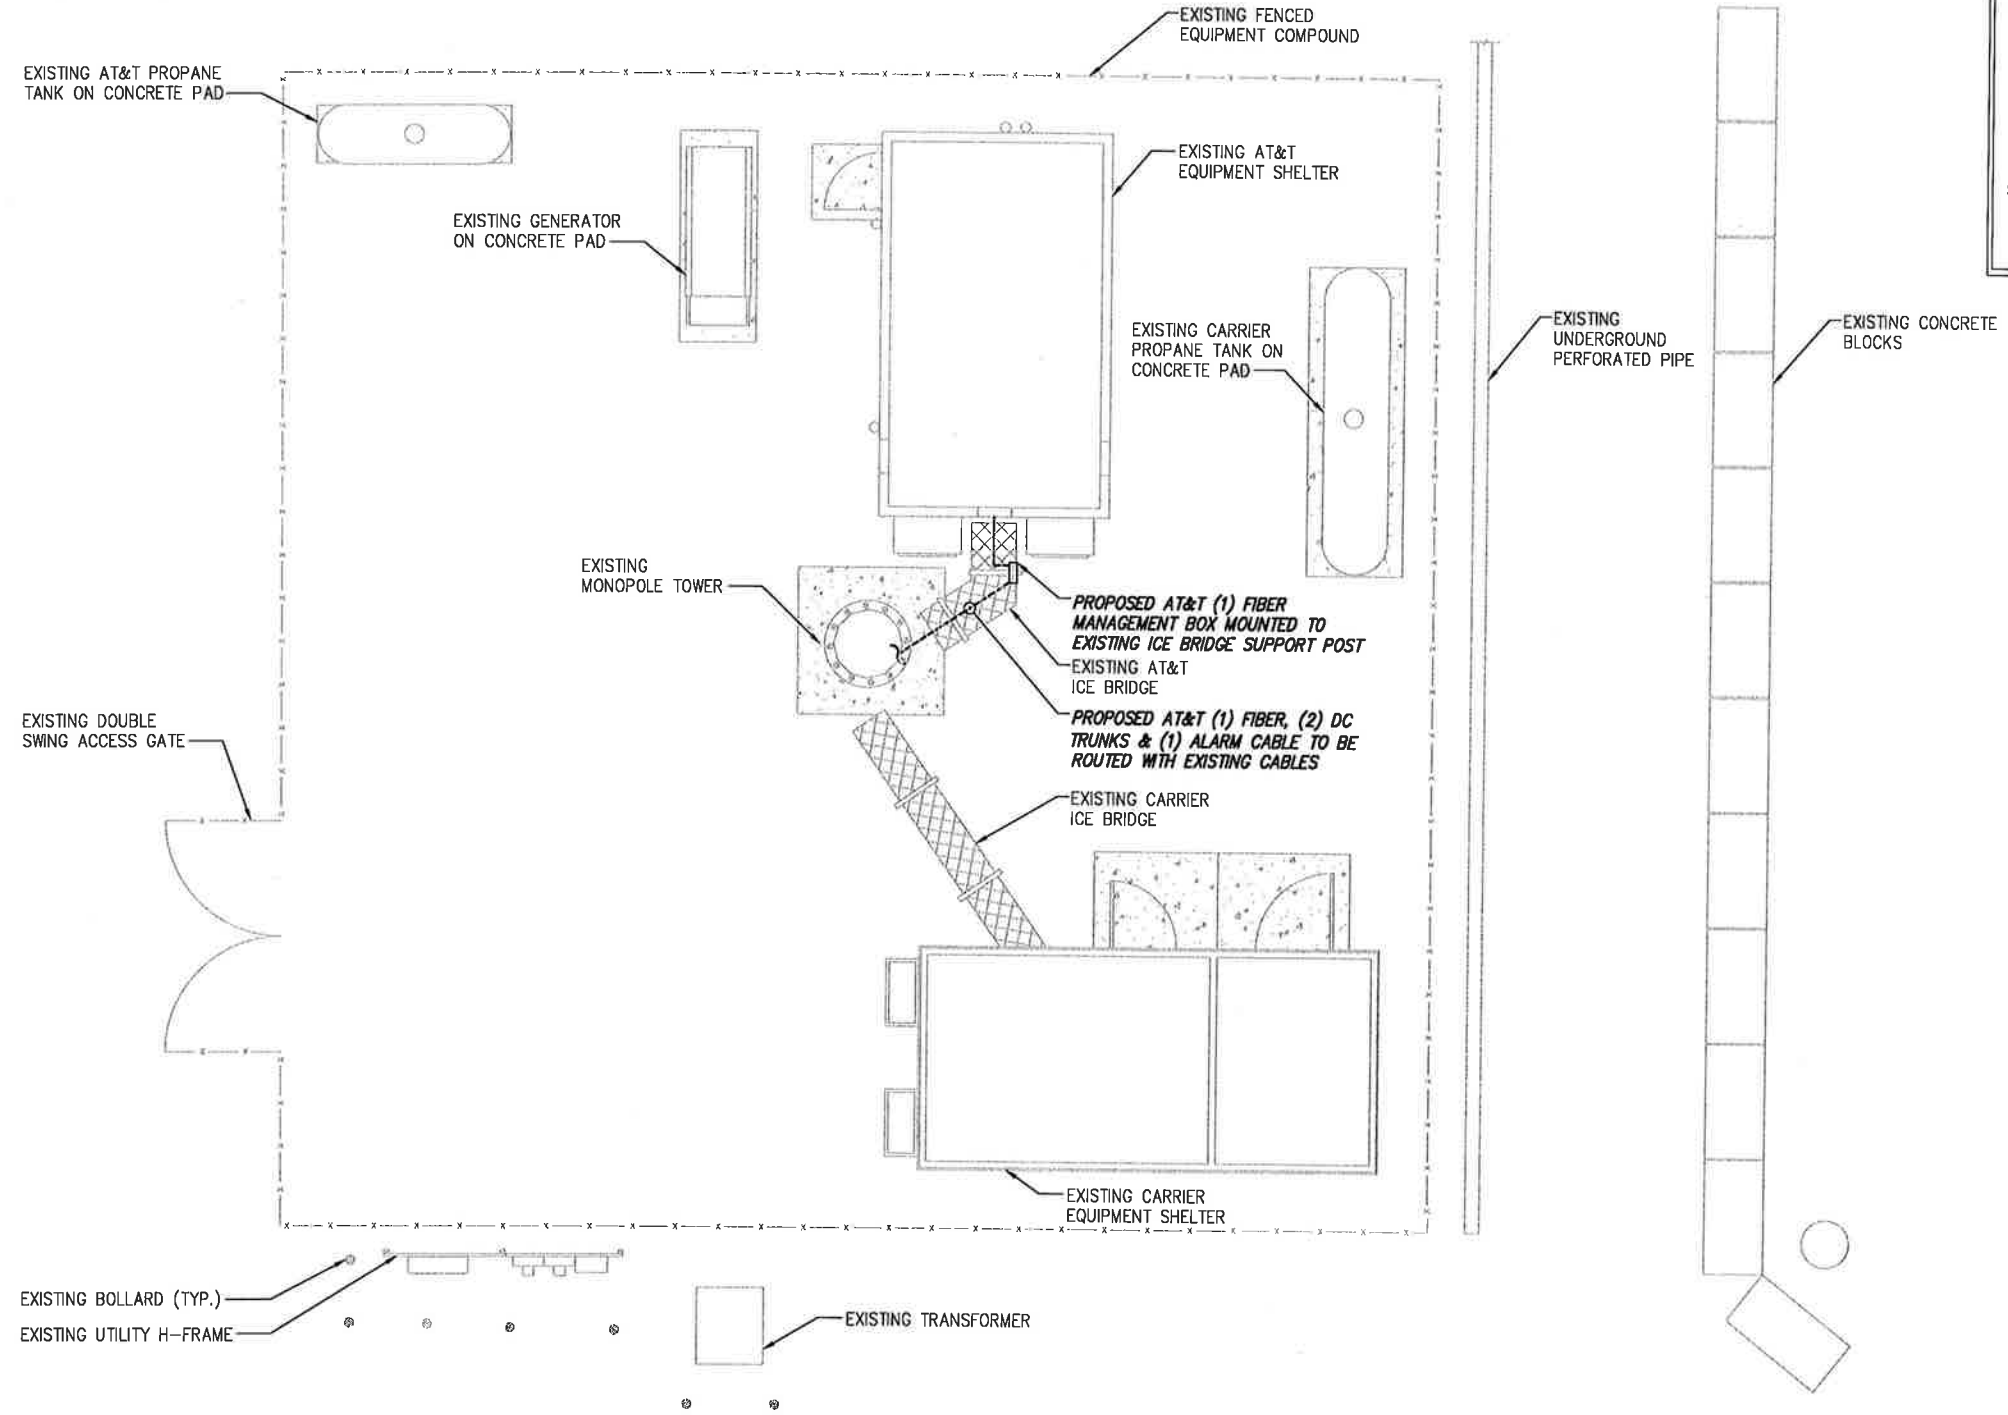 EXISTING FENCED
EQUIPMENT COMPOUND
EXISTING AT&T PROPANE
TANK ON CONCRETE PAD
EXISTING AT&T
EQUIPMENT SHELTER
EXISTING GENERATOR
ON CONCRETE PAD
EXISTING CARRIER
PROPANE TANK ON
CONCRETE PAD
EXISTING
UNDERGROUND
PERFORATED PIPE
EXISTING CONCRETE
BLOCKS
EXISTING
MONOPOLE TOWER
PROPOSED AT&T (1) FIBER
MANAGEMENT BOX MOUNTED TO
EXISTING ICE BRIDGE SUPPORT POST
EXISTING AT&T
ICE BRIDGE
PROPOSED AT&T (1) FIBER, (2) DC
TRUNKS & (1) ALARM CABLE TO BE
ROUTED WITH EXISTING CABLES
EXISTING DOUBLE
SWING ACCESS GATE
EXISTING CARRIER
ICE BRIDGE
EXISTING CARRIER
EQUIPMENT SHELTER
EXISTING BOLLARD (TYP.)
EXISTING UTILITY H-FRAME
EXISTING TRANSFORMER